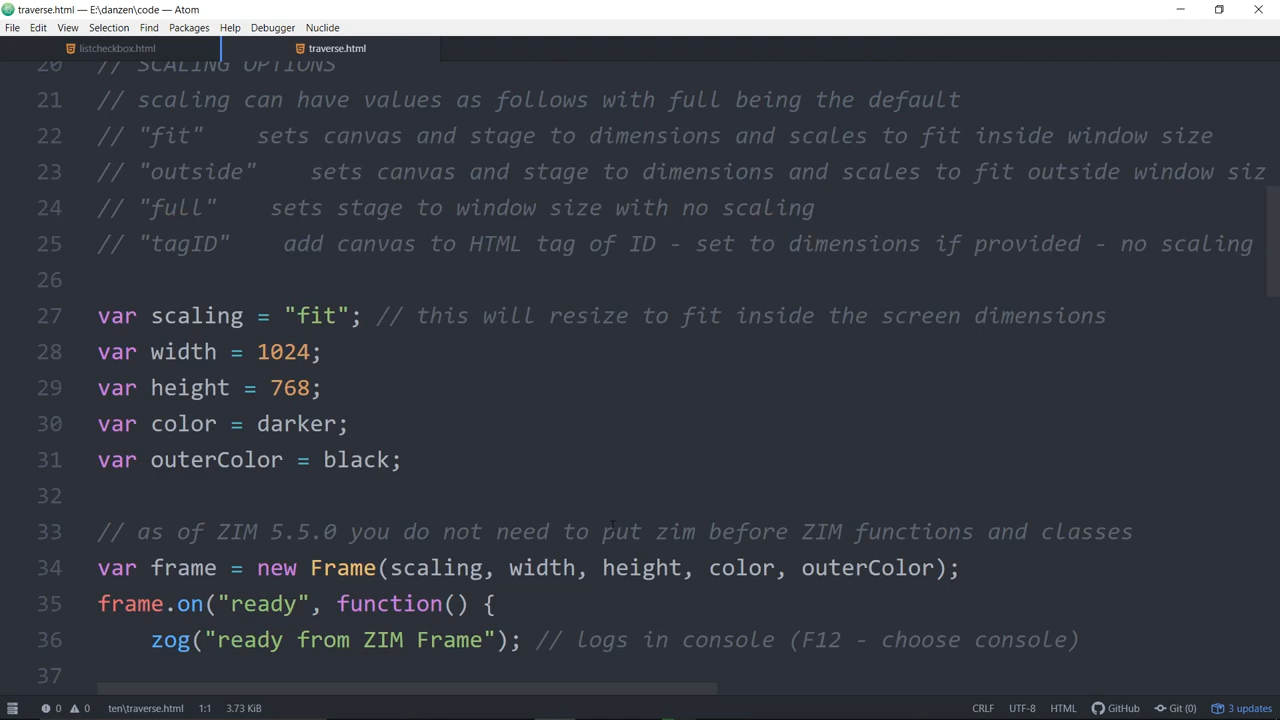 traverse.html — E:\danzen\code — Atom
File Edit View Selection Find Packages Help Debugger Nuclide
listcheckbox.html traverse.html
20 // SCALING OPTIONS
21 // scaling can have values as follows with full being the default
22 // "fit" sets canvas and stage to dimensions and scales to fit inside window size
23 // "outside" sets canvas and stage to dimensions and scales to fit outside window siz
24 // "full" sets stage to window size with no scaling
25 // "tagID" add canvas to HTML tag of ID - set to dimensions if provided - no scaling
26
27 var scaling = "fit"; // this will resize to fit inside the screen dimensions
28 var width = 1024;
29 var height = 768;
30 var color = darker;
31 var outerColor = black;
32
33 // as of ZIM 5.5.0 you do not need to put zim before ZIM functions and classes
34 var frame = new Frame(scaling, width, height, color, outerColor);
35 frame.on("ready", function() {
36 zog("ready from ZIM Frame"); // logs in console (F12 - choose console)
37
0 0 ten\traverse.html 1:1 3.73 KiB CRLF UTF-8 HTML GitHub Git (0) 3 updates